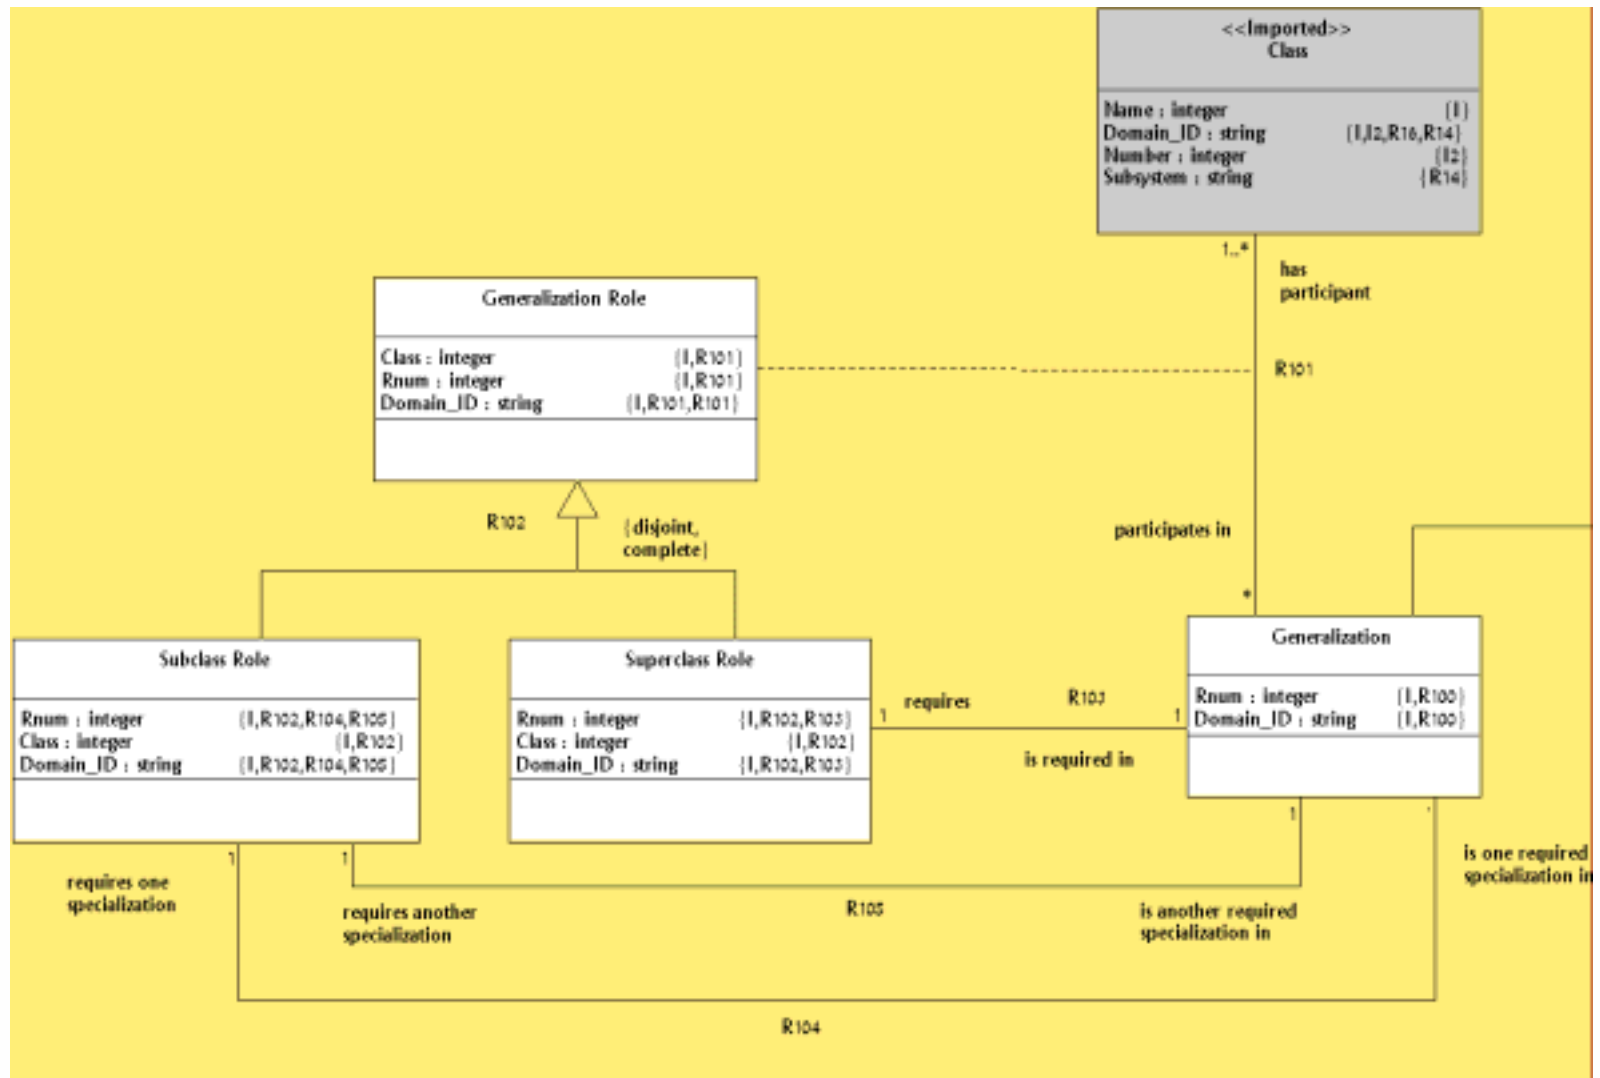 <<Imported>>
Class
Name : integer {I}
Domain_ID : string {I,I2,R16,R14}
Number : integer {I2}
Subsystem : string {R14}
1..*
has
participant
Generalization Role
Class : integer {I,R101}
Rnum : integer {I,R101}
Domain_ID : string {I,R101,R101}
R101
R102
{disjoint,
complete}
participates in
*
Subclass Role
Rnum : integer {I,R102,R104,R105}
Class : integer {I,R102}
Domain_ID : string {I,R102,R104,R105}
Superclass Role
Rnum : integer {I,R102,R103}
Class : integer {I,R102}
Domain_ID : string {I,R102,R103}
Generalization
Rnum : integer {I,R100}
Domain_ID : string {I,R100}
1
requires
R103
1
is required in
1
1
1
requires one
specialization
requires another
specialization
R105
is another required
specialization in
is one required
specialization in
R104